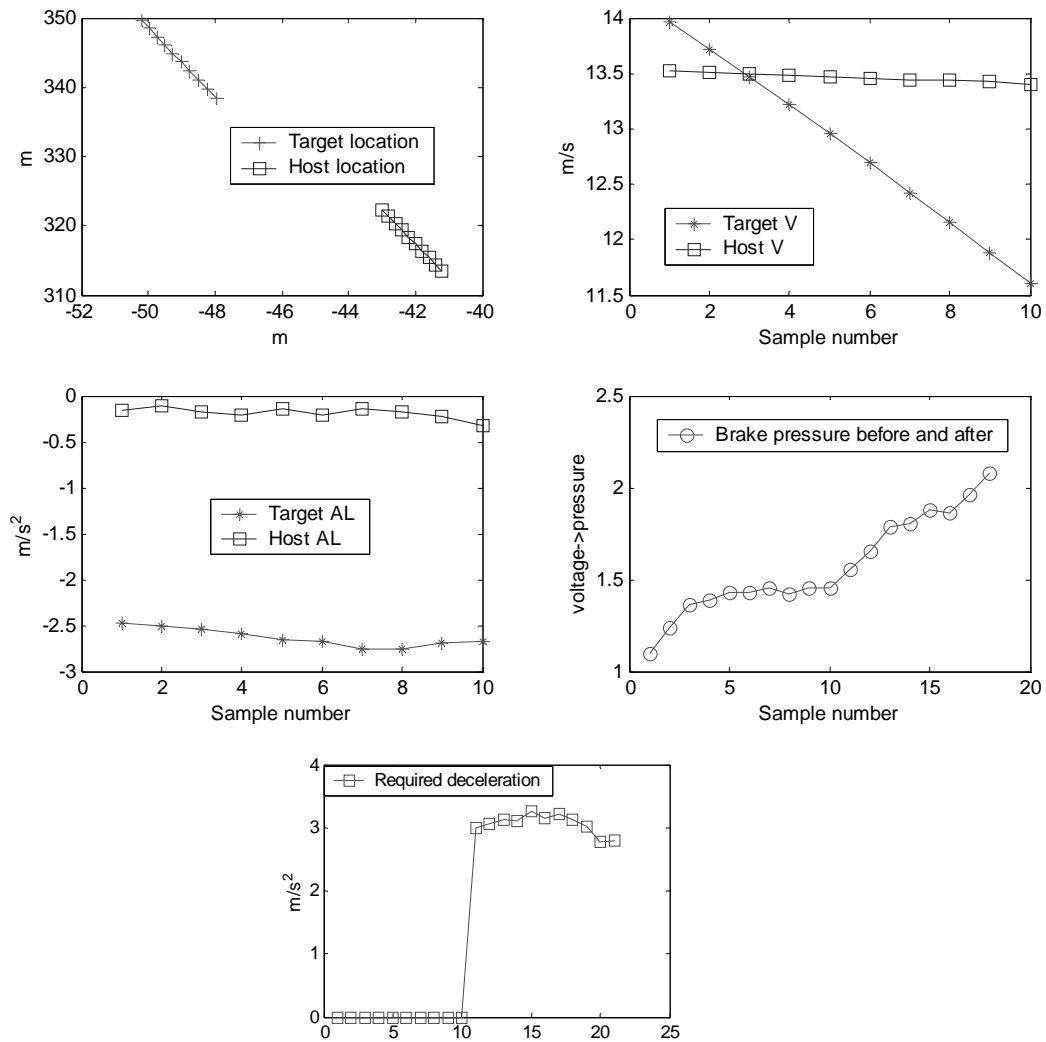 350
340
330
320
310
m
Target location
Host location
-52 -50 -48 -46 -44 -42 -40
m
14
13.5
13
12.5
12
11.5
m/s
Target V
Host V
0 2 4 6 8 10
Sample number
0
-0.5
-1
-1.5
-2
-2.5
-3
m/s²
Target AL
Host AL
0 2 4 6 8 10
Sample number
2.5
2
1.5
1
voltage->pressure
Brake pressure before and after
0 5 10 15 20
Sample number
4
3
2
1
0
m/s²
Required deceleration
0 5 10 15 20 25